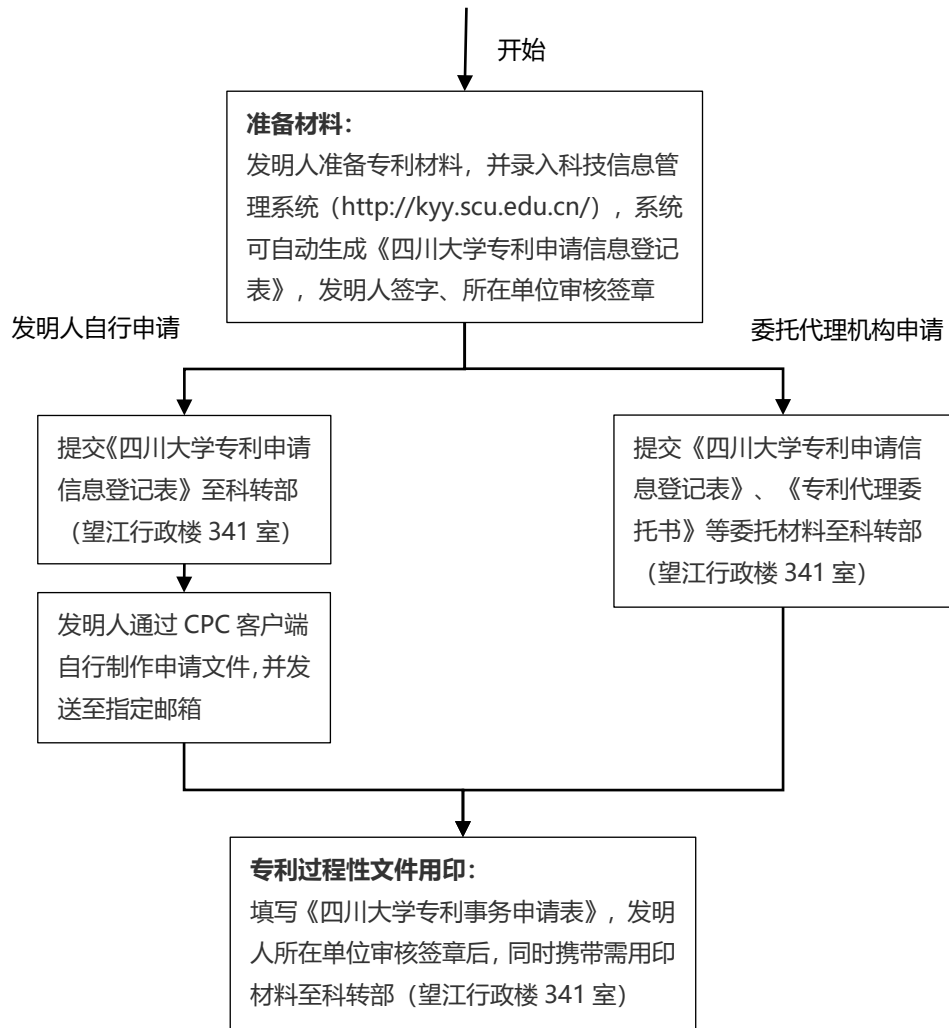 开始
准备材料：
发明人准备专利材料，并录入科技信息管
理系统（http://kyy.scu.edu.cn/），系统
可自动生成《四川大学专利申请信息登记
表》，发明人签字、所在单位审核签章
发明人自行申请
委托代理机构申请
提交《四川大学专利申请
信息登记表》至科转部
（望江行政楼 341 室）
提交《四川大学专利申请信
息登记表》、《专利代理委
托书》等委托材料至科转部
（望江行政楼 341 室）
发明人通过 CPC 客户端
自行制作申请文件，并发
送至指定邮箱
专利过程性文件用印：
填写《四川大学专利事务申请表》，发明
人所在单位审核签章后，同时携带需用印
材料至科转部（望江行政楼 341 室）